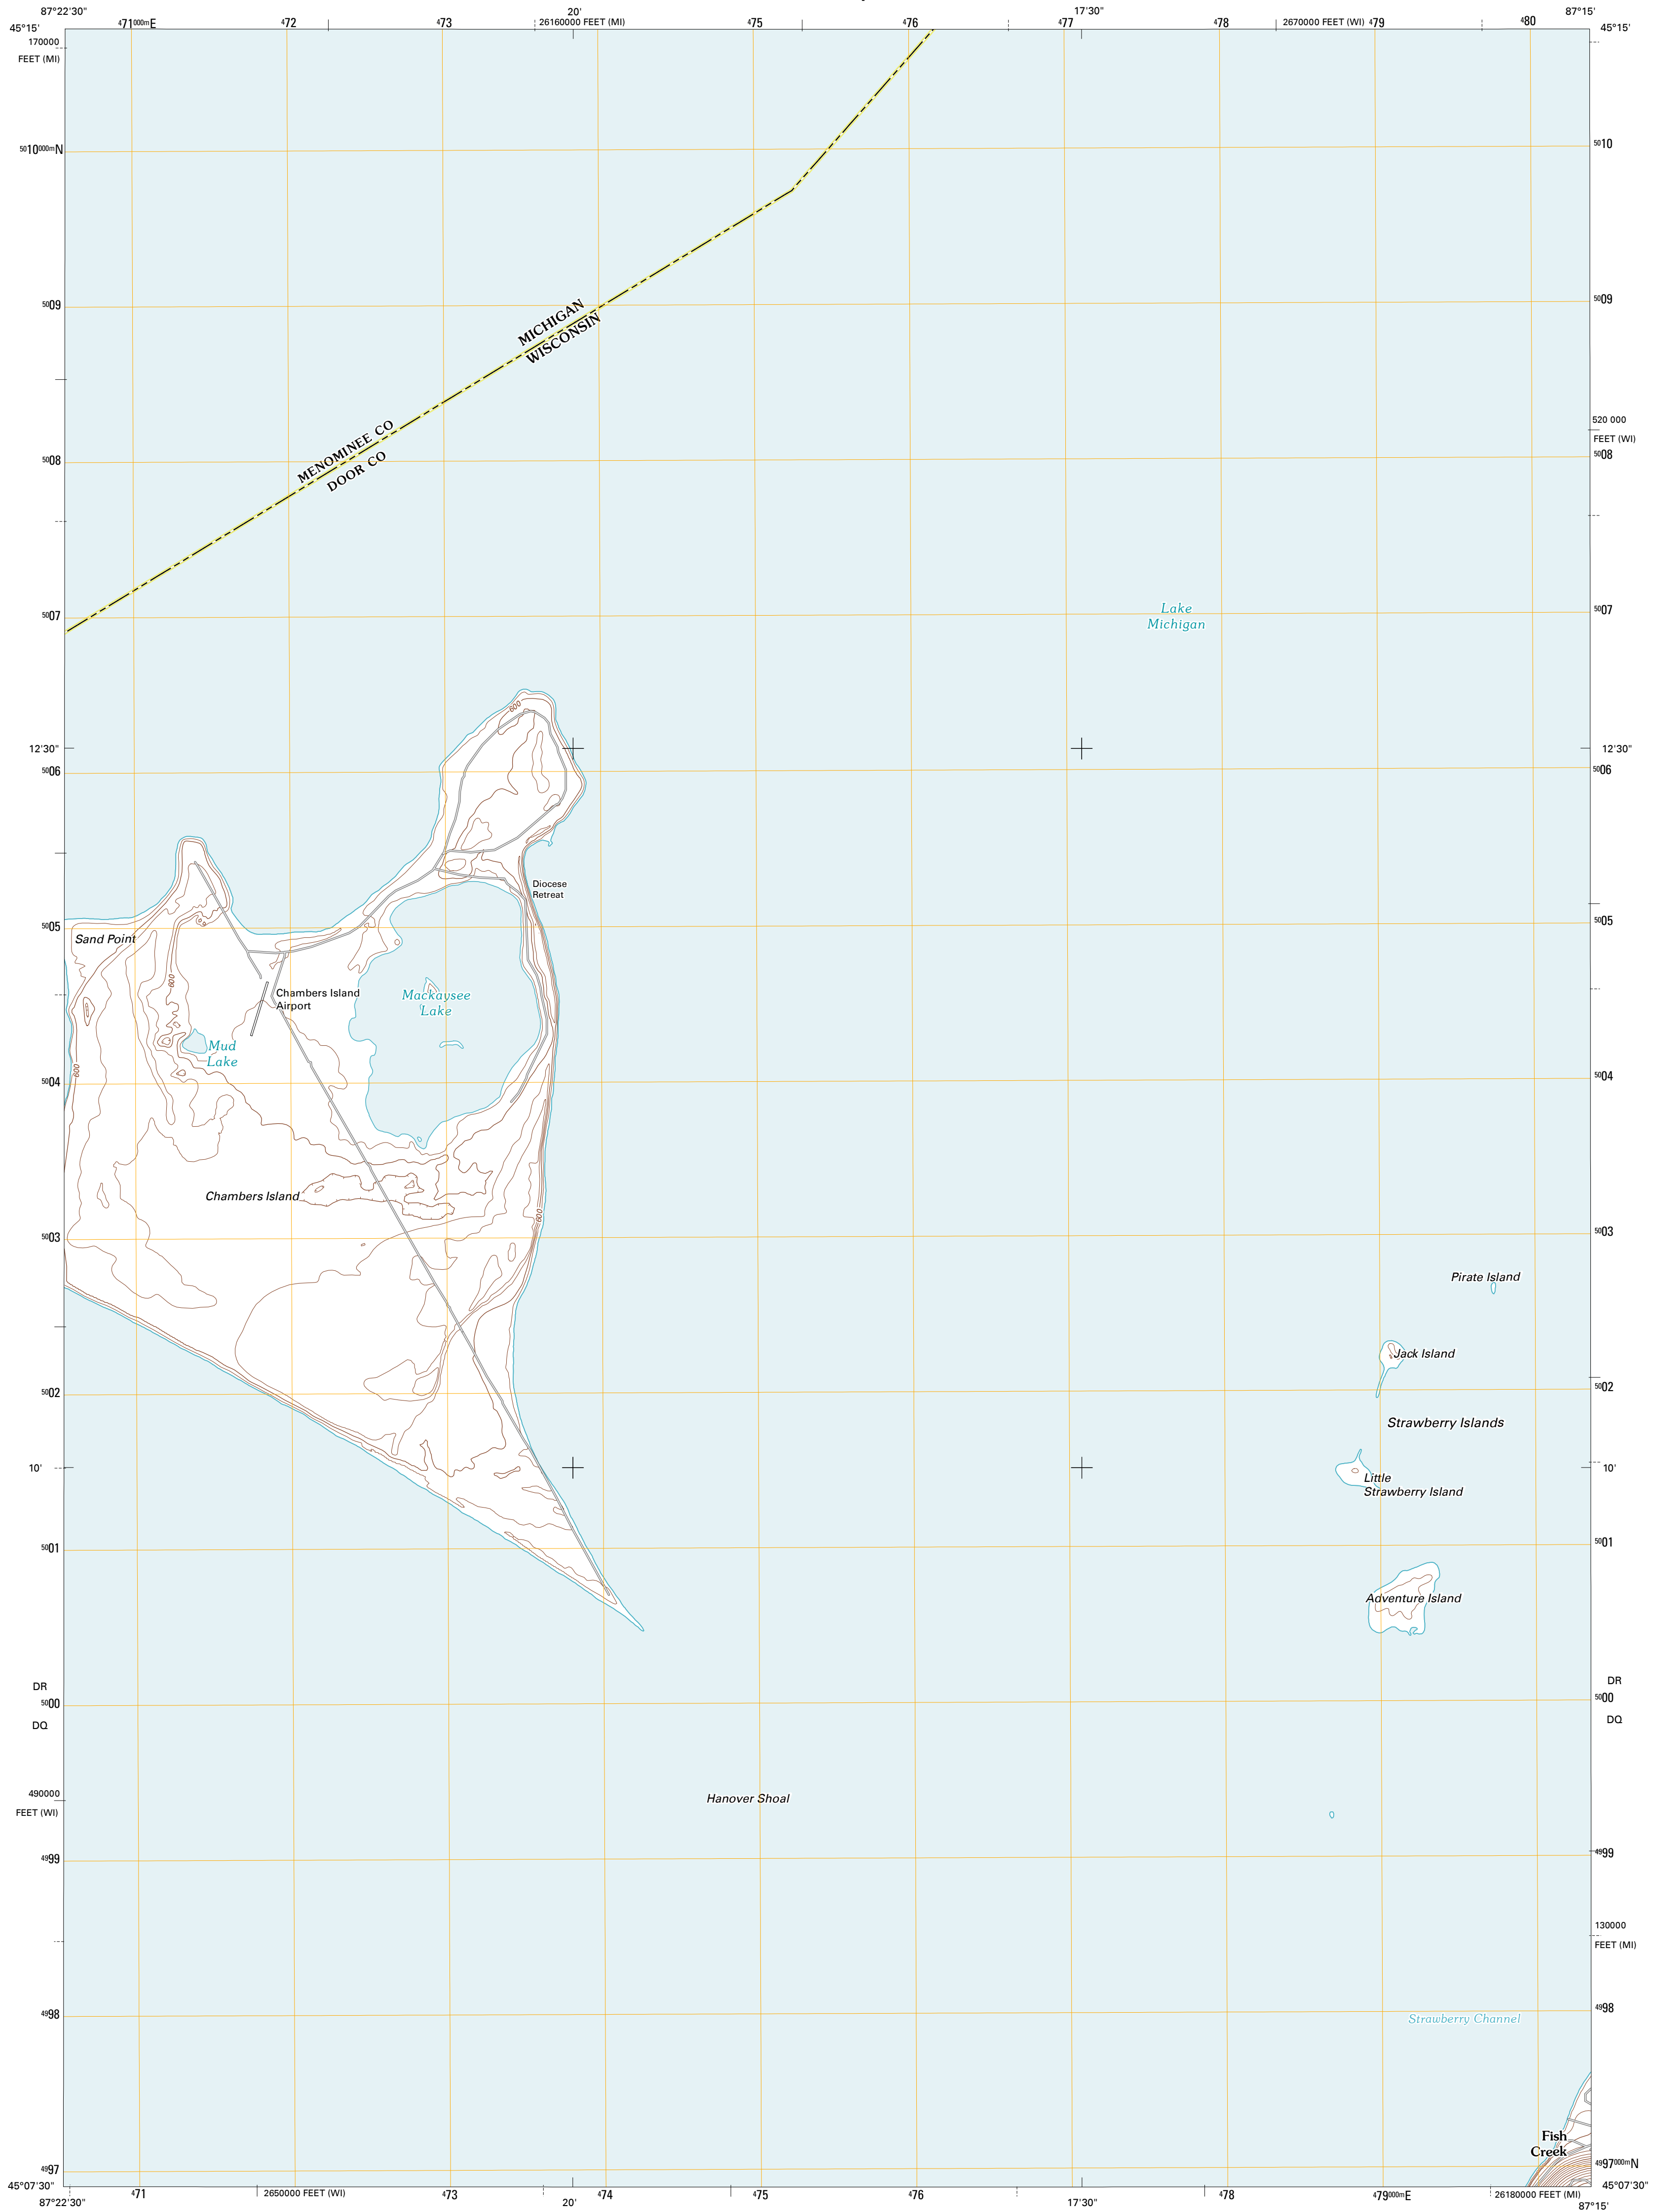 87°22'30" 20' 17'30" 87°15'
⁴71⁰⁰⁰ᵐE ⁴72 ⁴73 26160000 FEET (MI) ⁴75 ⁴76 ⁴77 ⁴78 2670000 FEET (WI) ⁴79 ⁴80
45°15' 45°15'
170000
FEET (MI)
⁵⁰10⁰⁰⁰ᵐN ⁵⁰10
⁵⁰09 ⁵⁰09
MICHIGAN
WISCONSIN
520 000
FEET (WI)
MENOMINEE CO
DOOR CO
⁵⁰08 ⁵⁰08
⁵⁰07 ⁵⁰07
Lake
Michigan
600
12'30" 12'30"
⁵⁰06 ⁵⁰06
Diocese
Retreat
⁵⁰05 ⁵⁰05
Sand Point
600
Chambers Island
Airport
Mackaysee
Lake
Mud
Lake
600
⁵⁰04 ⁵⁰04
Chambers Island
600
⁵⁰03 ⁵⁰03
Pirate Island
Jack Island
⁵⁰02 ⁵⁰02
Strawberry Islands
10' 10'
Little
Strawberry Island
⁵⁰01 ⁵⁰01
Adventure Island
DR DR
⁵⁰00 ⁵⁰00
DQ DQ
490000
FEET (WI)
Hanover Shoal
⁴⁹99 ⁴⁹99
130000
FEET (MI)
⁴⁹98 ⁴⁹98
Strawberry Channel
Fish
Creek
⁴⁹97 ⁴⁹97⁰⁰⁰ᵐN
45°07'30" 45°07'30"
⁴71 2650000 FEET (WI) ⁴73 ⁴74 ⁴75 ⁴76 ⁴78 ⁴79⁰⁰⁰ᵐE 26180000 FEET (MI)
87°22'30" 20' 17'30" 87°15'